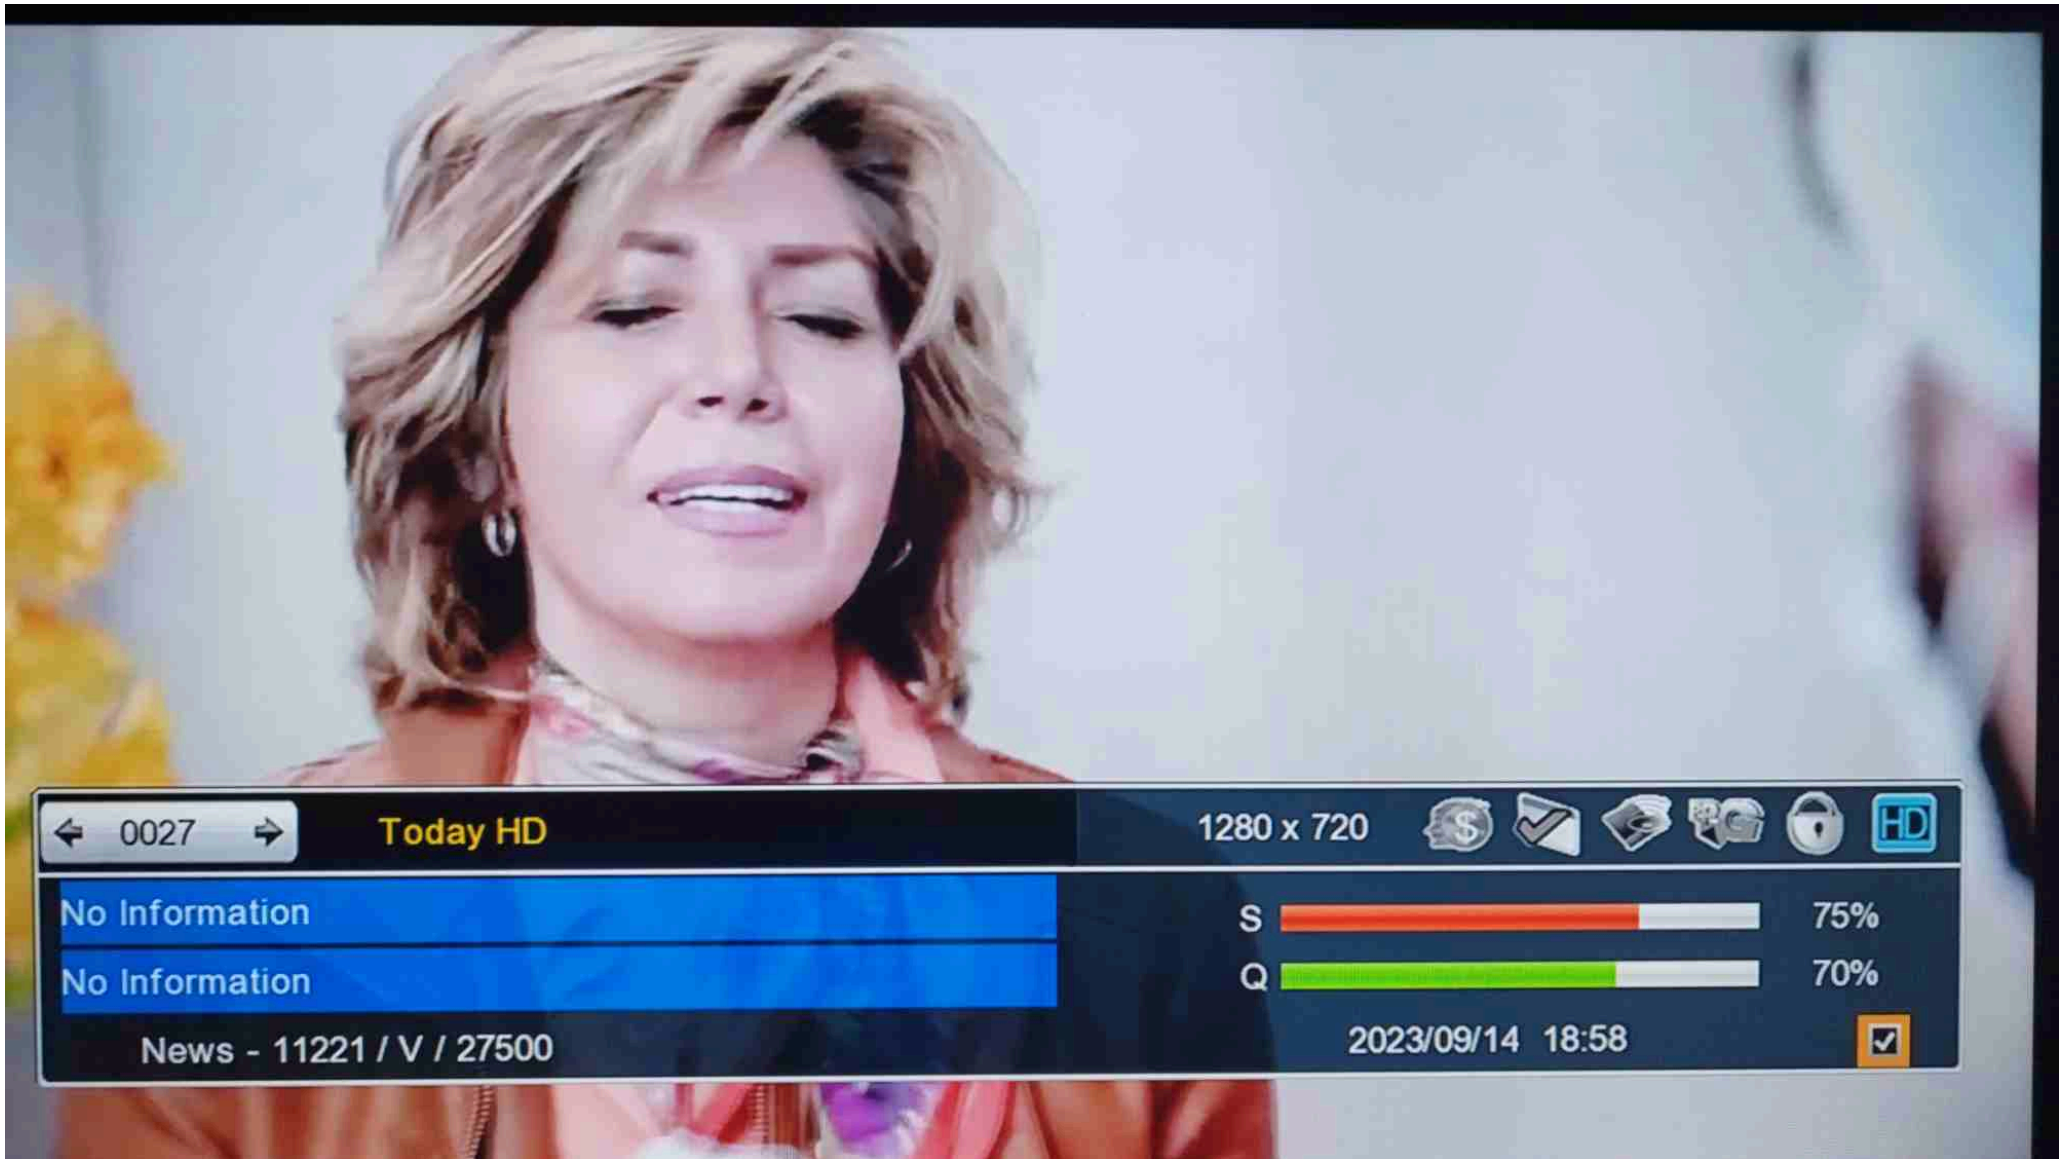 0027 Today HD 1280 x 720 HD
No Information S 75%
No Information Q 70%
News - 11221 / V / 27500 2023/09/14 18:58